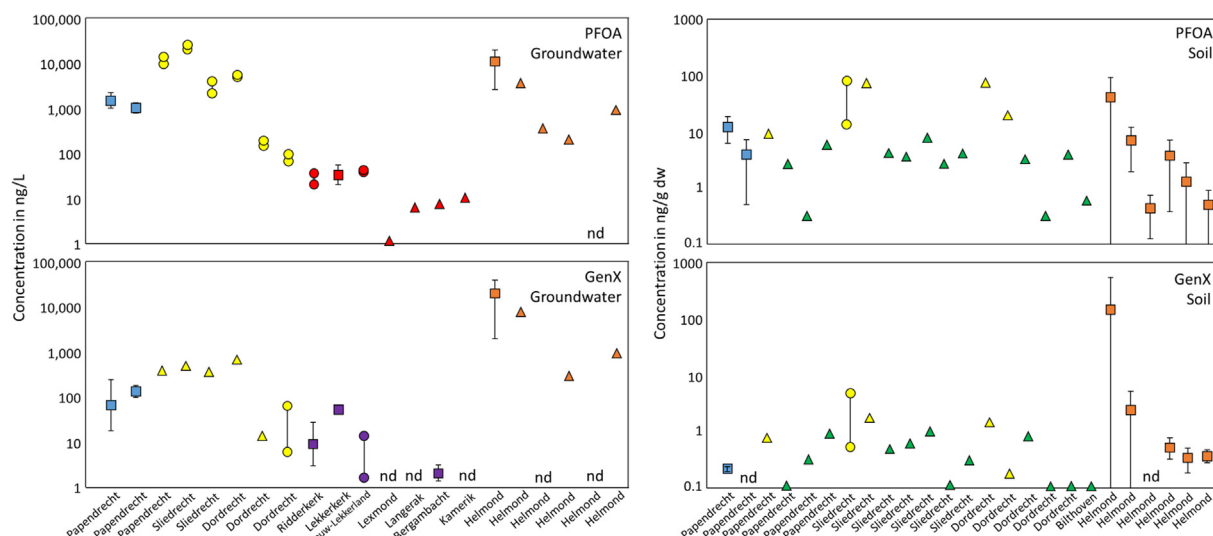 100,000
10,000
1,000
100
10
1
PFOA
Groundwater
nd
Concentration in ng/L
100,000
10,000
1,000
100
10
1
GenX
Groundwater
nd
nd
nd
nd
nd
Papendrecht
Papendrecht
Papendrecht
Sliedrecht
Sliedrecht
Dordrecht
Dordrecht
Dordrecht
Ridderkerk
Lekkerkerk
uw-Lekkerland
Lexmond
Langerak
Bergambacht
Kamerik
Helmond
Helmond
Helmond
Helmond
Helmond
Helmond
1000
100
10
1
0.1
PFOA
Soil
Concentration in ng/g dw
1000
100
10
1
0.1
GenX
Soil
nd
nd
Papendrecht
Papendrecht
Papendrecht
Papendrecht
Papendrecht
Papendrecht
Sliedrecht
Sliedrecht
Sliedrecht
Sliedrecht
Sliedrecht
Sliedrecht
Sliedrecht
Dordrecht
Dordrecht
Dordrecht
Dordrecht
Dordrecht
Bilthoven
Helmond
Helmond
Helmond
Helmond
Helmond
Helmond